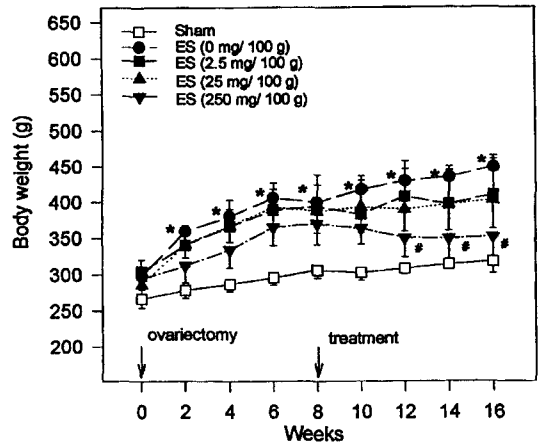 650
600
550
500
450
400
350
300
250
200
Body weight (g)
Sham
ES (0 mg/ 100 g)
ES (2.5 mg/ 100 g)
ES (25 mg/ 100 g)
ES (250 mg/ 100 g)
* * * * * * * *
# # #
ovariectomy
treatment
0 2 4 6 8 10 12 14 16
Weeks